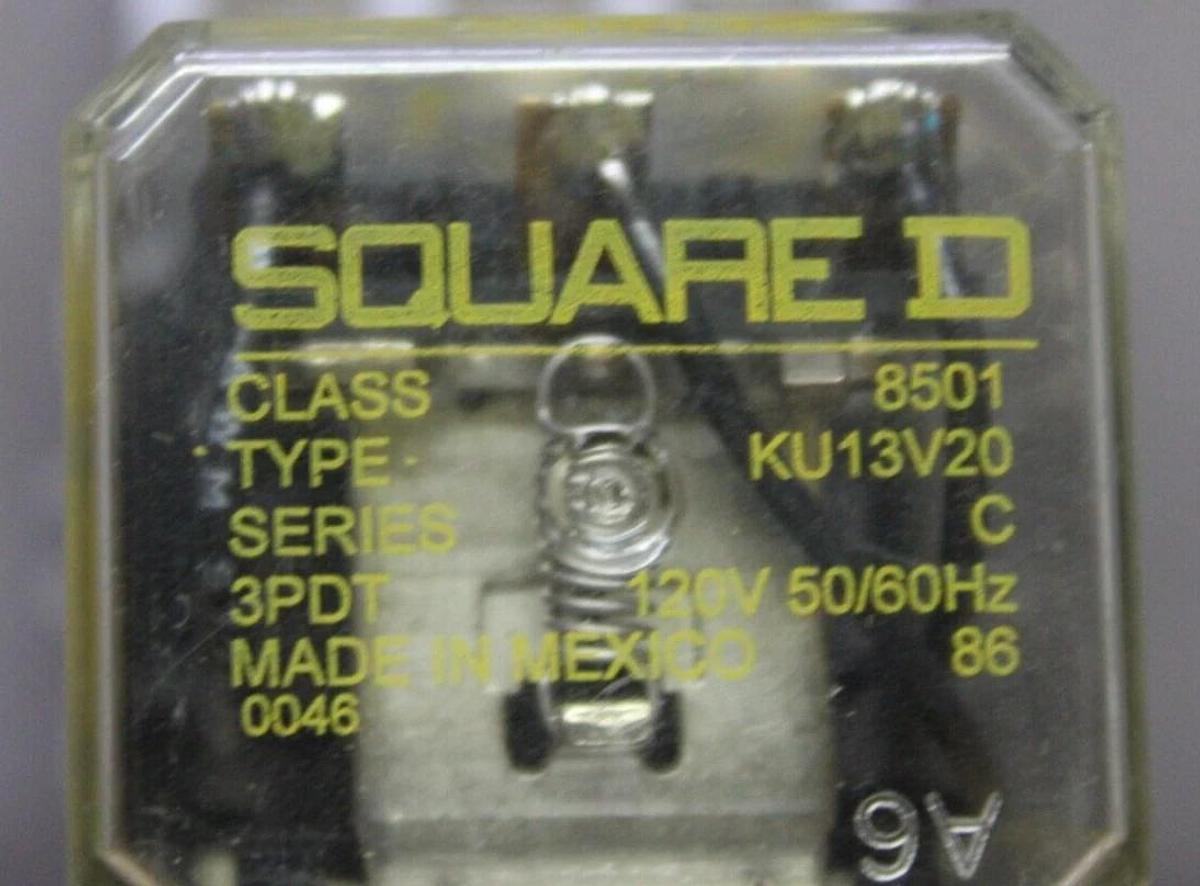 SQUARE D
CLASS 8501
TYPE KU13V20
SERIES C
3PDT 120V 50/60Hz
MADE IN MEXICO 86
0046
A6